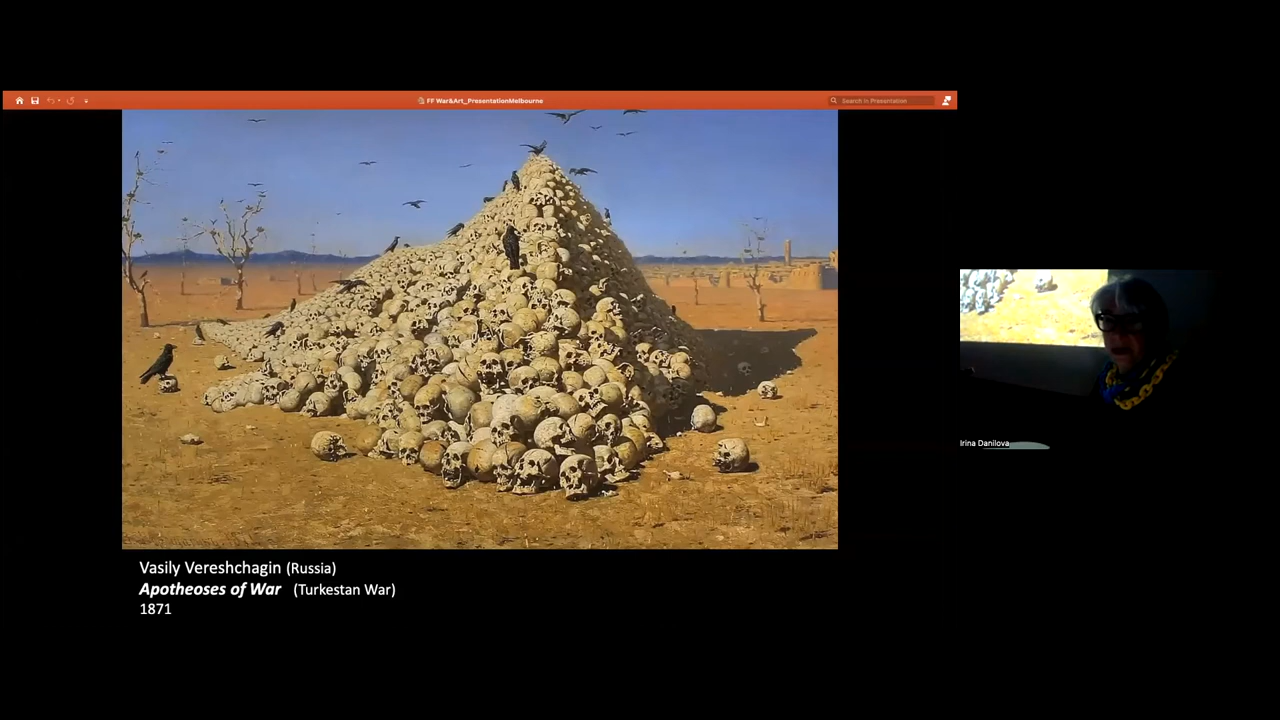 FF War&Art_PresentationMelbourne
Search in Presentation
Irina Danilova
Vasily Vereshchagin (Russia)
Apotheoses of War (Turkestan War)
1871